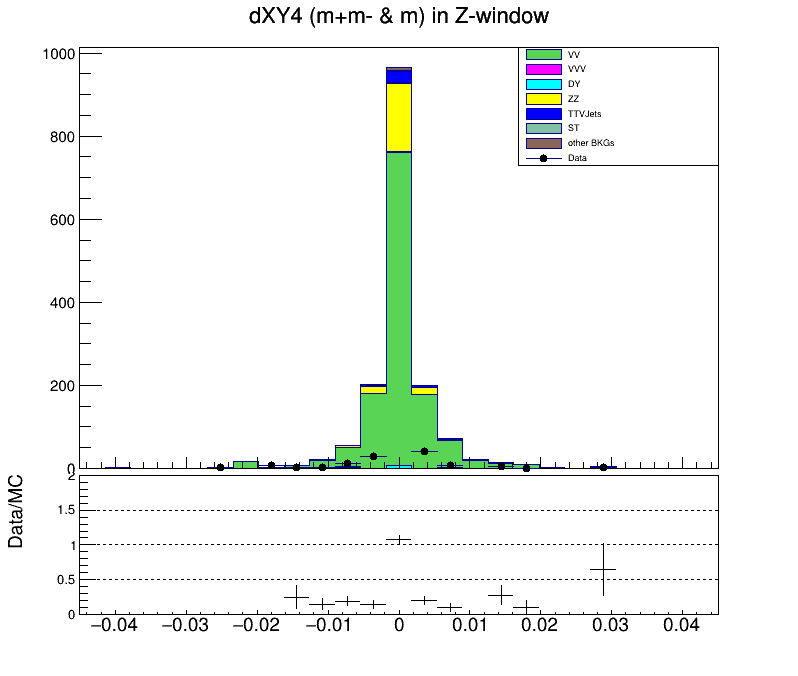 dXY4 (m+m- & m) in Z-window
1000
800
600
400
200
0
VV
VVV
DY
ZZ
TTVJets
ST
other BKGs
Data
Data/MC
2
1.5
1
0.5
0
−0.04 −0.03 −0.02 −0.01 0 0.01 0.02 0.03 0.04